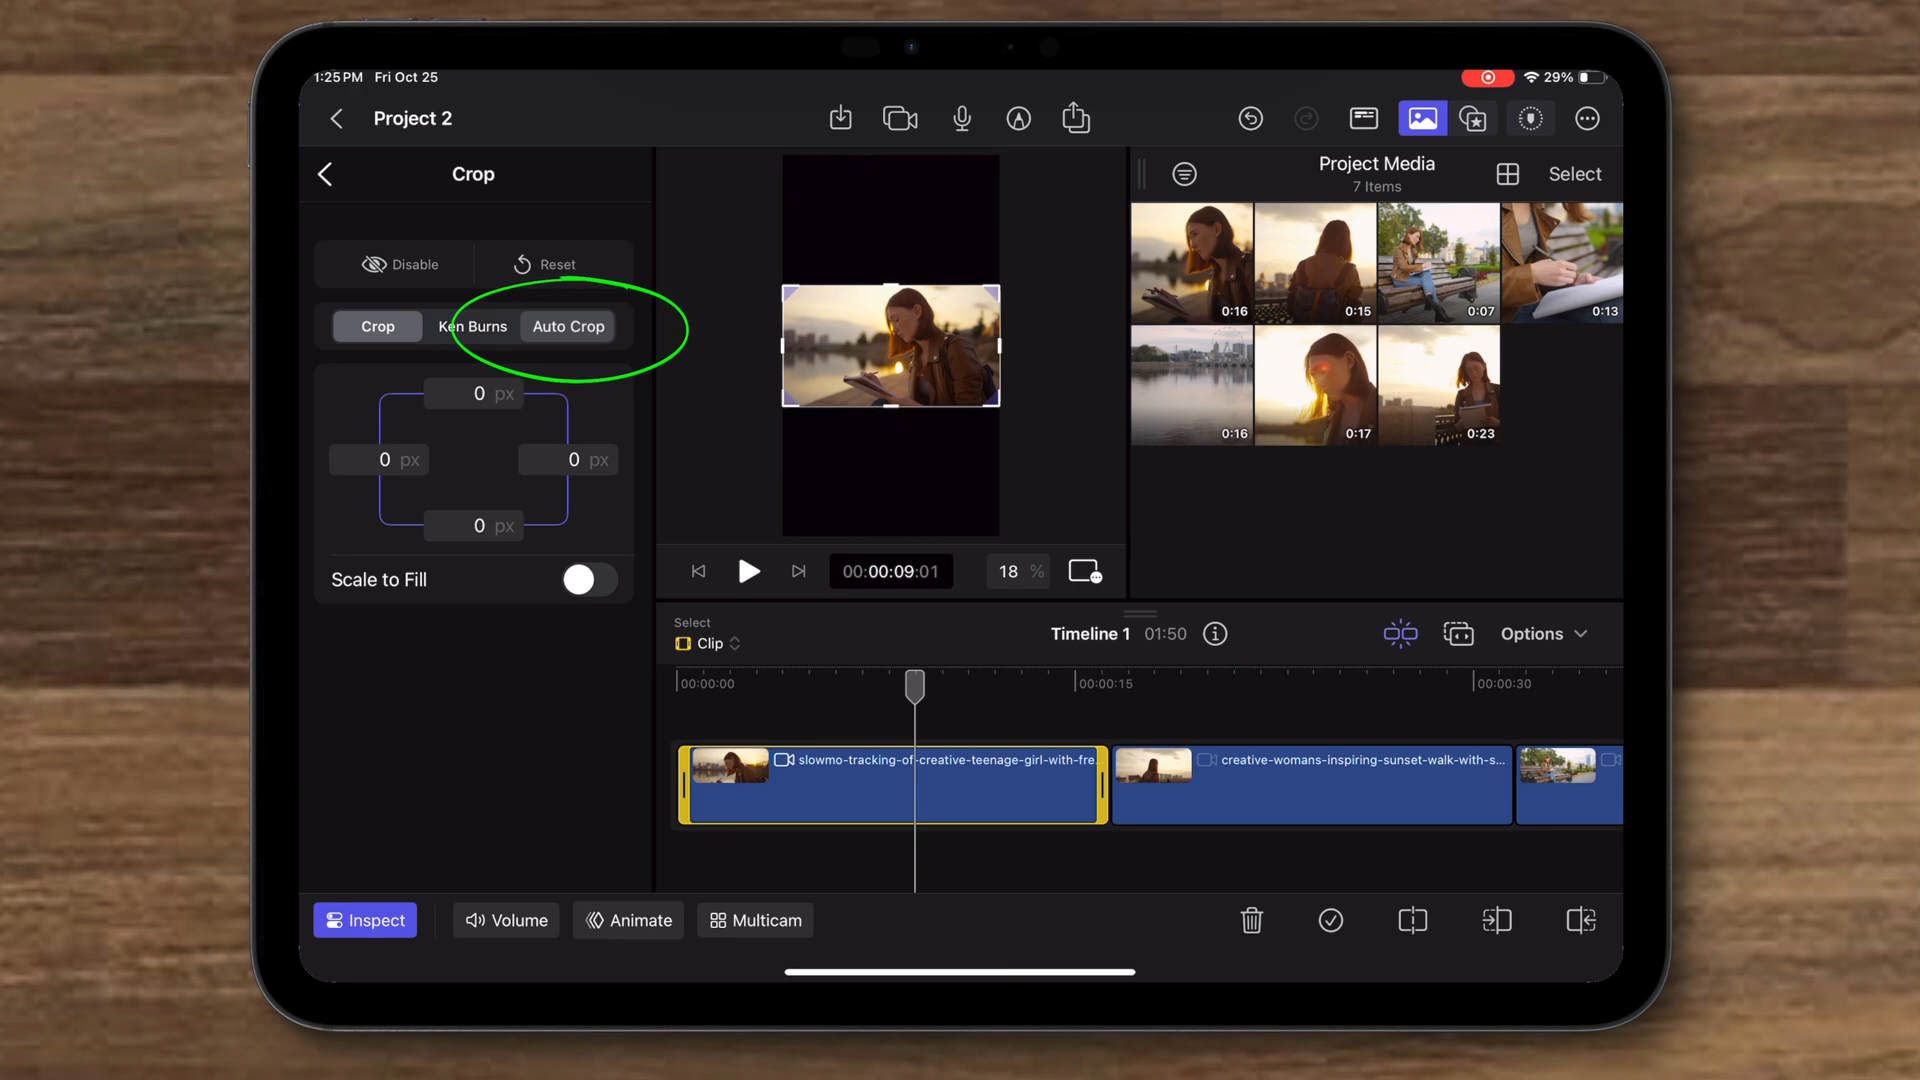 1:25 PM Fri Oct 25
29%
Project 2
Crop
Disable
Reset
Crop
Ken Burns
Auto Crop
0 px
0 px
0 px
0 px
Scale to Fill
00:00:09:01
18 %
Project Media
7 Items
Select
0:16
0:15
0:07
0:13
0:16
0:17
0:23
Select
Clip
Timeline 1 01:50
Options
00:00:00
00:00:15
00:00:30
slowmo-tracking-of-creative-teenage-girl-with-fre...
creative-womans-inspiring-sunset-walk-with-s...
Inspect
Volume
Animate
Multicam